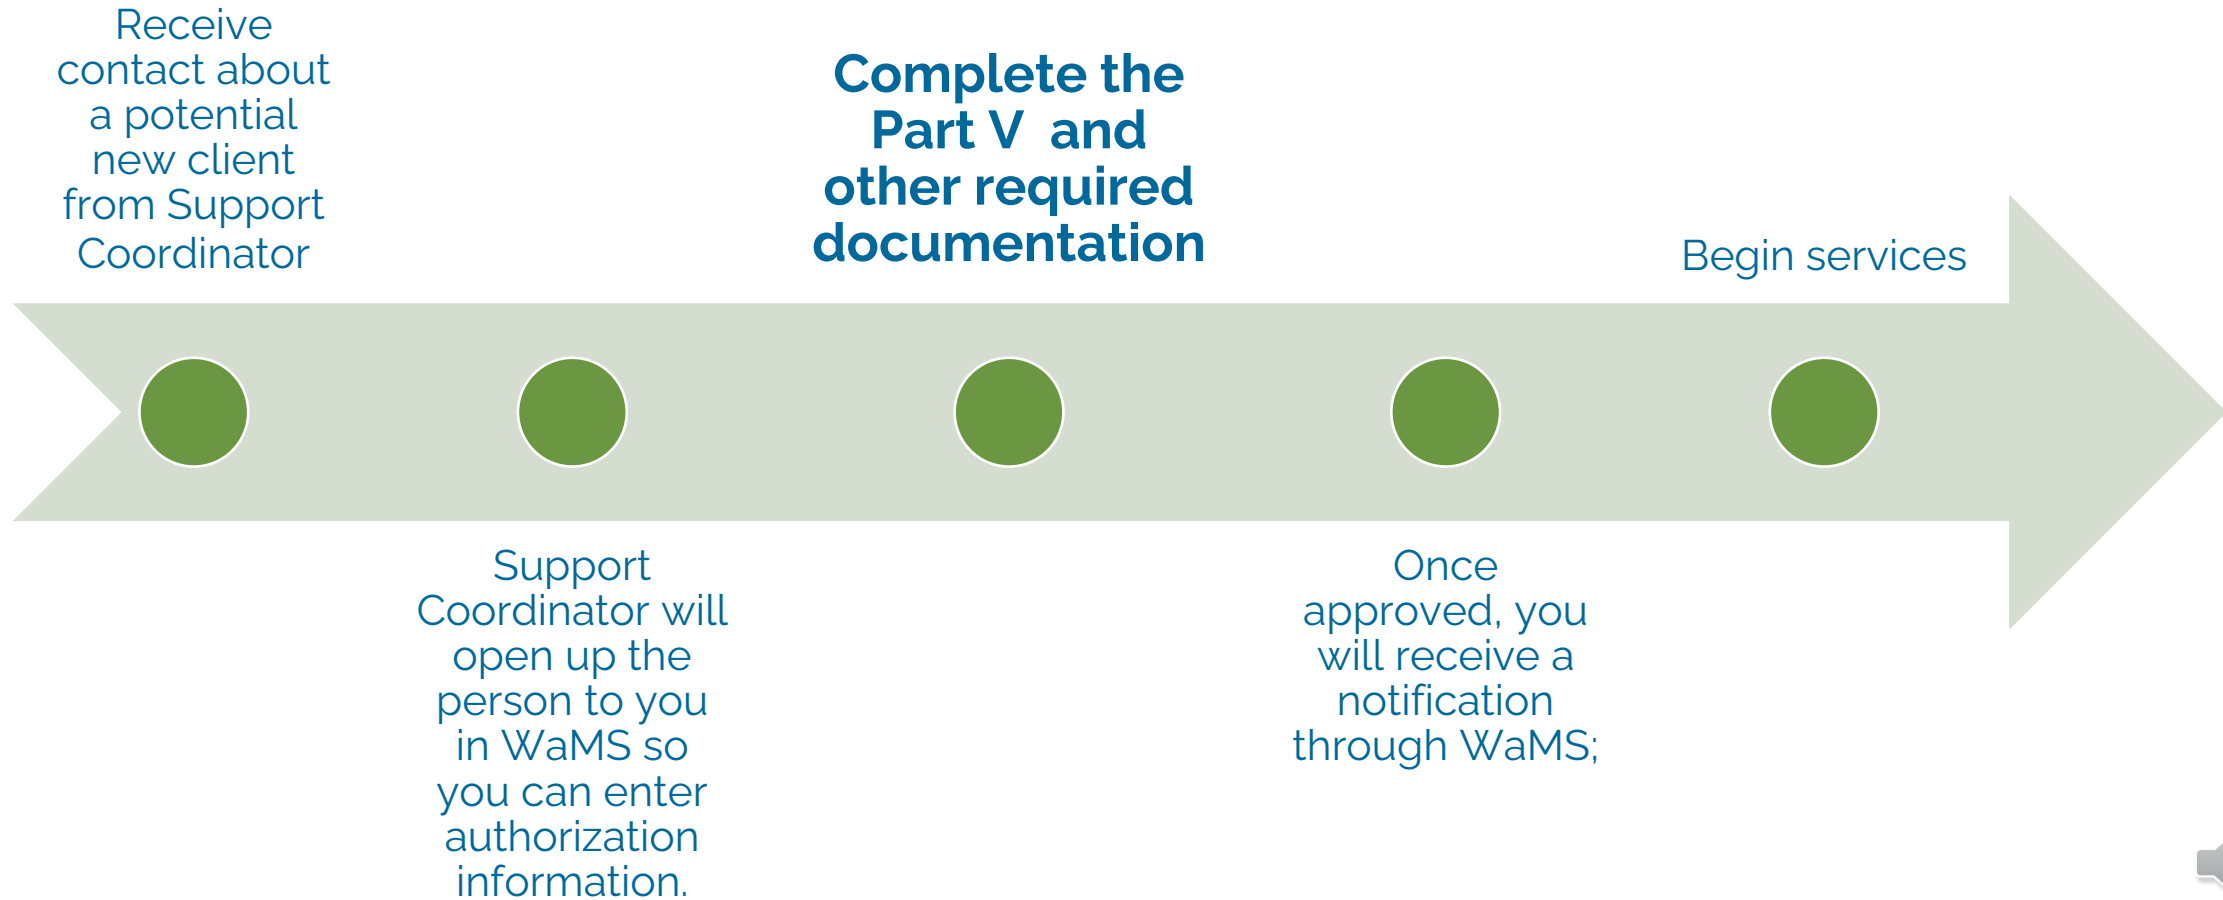 Receive
contact about
a potential
new client
from Support
Coordinator
Support
Coordinator will
open up the
person to you
in WaMS so
you can enter
authorization
information.
Complete the
Part V  and
other required
documentation
Once
approved, you
will receive a
notification
through WaMS;
Begin services